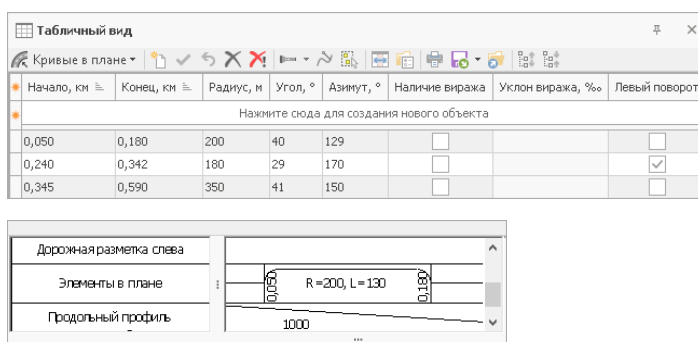 Табличный вид
Кривые в плане
Начало, км Конец, км Радиус, м Угол, ° Азимут, ° Наличие виража Уклон виража, ‰ Левый поворот
Нажмите сюда для создания нового объекта
0,050 0,180 200 40 129
0,240 0,342 180 29 170
0,345 0,590 350 41 150
Дорожная разметка слева
Элементы в плане 0,050 R=200, L=130 0,180
Продольный профиль 1000